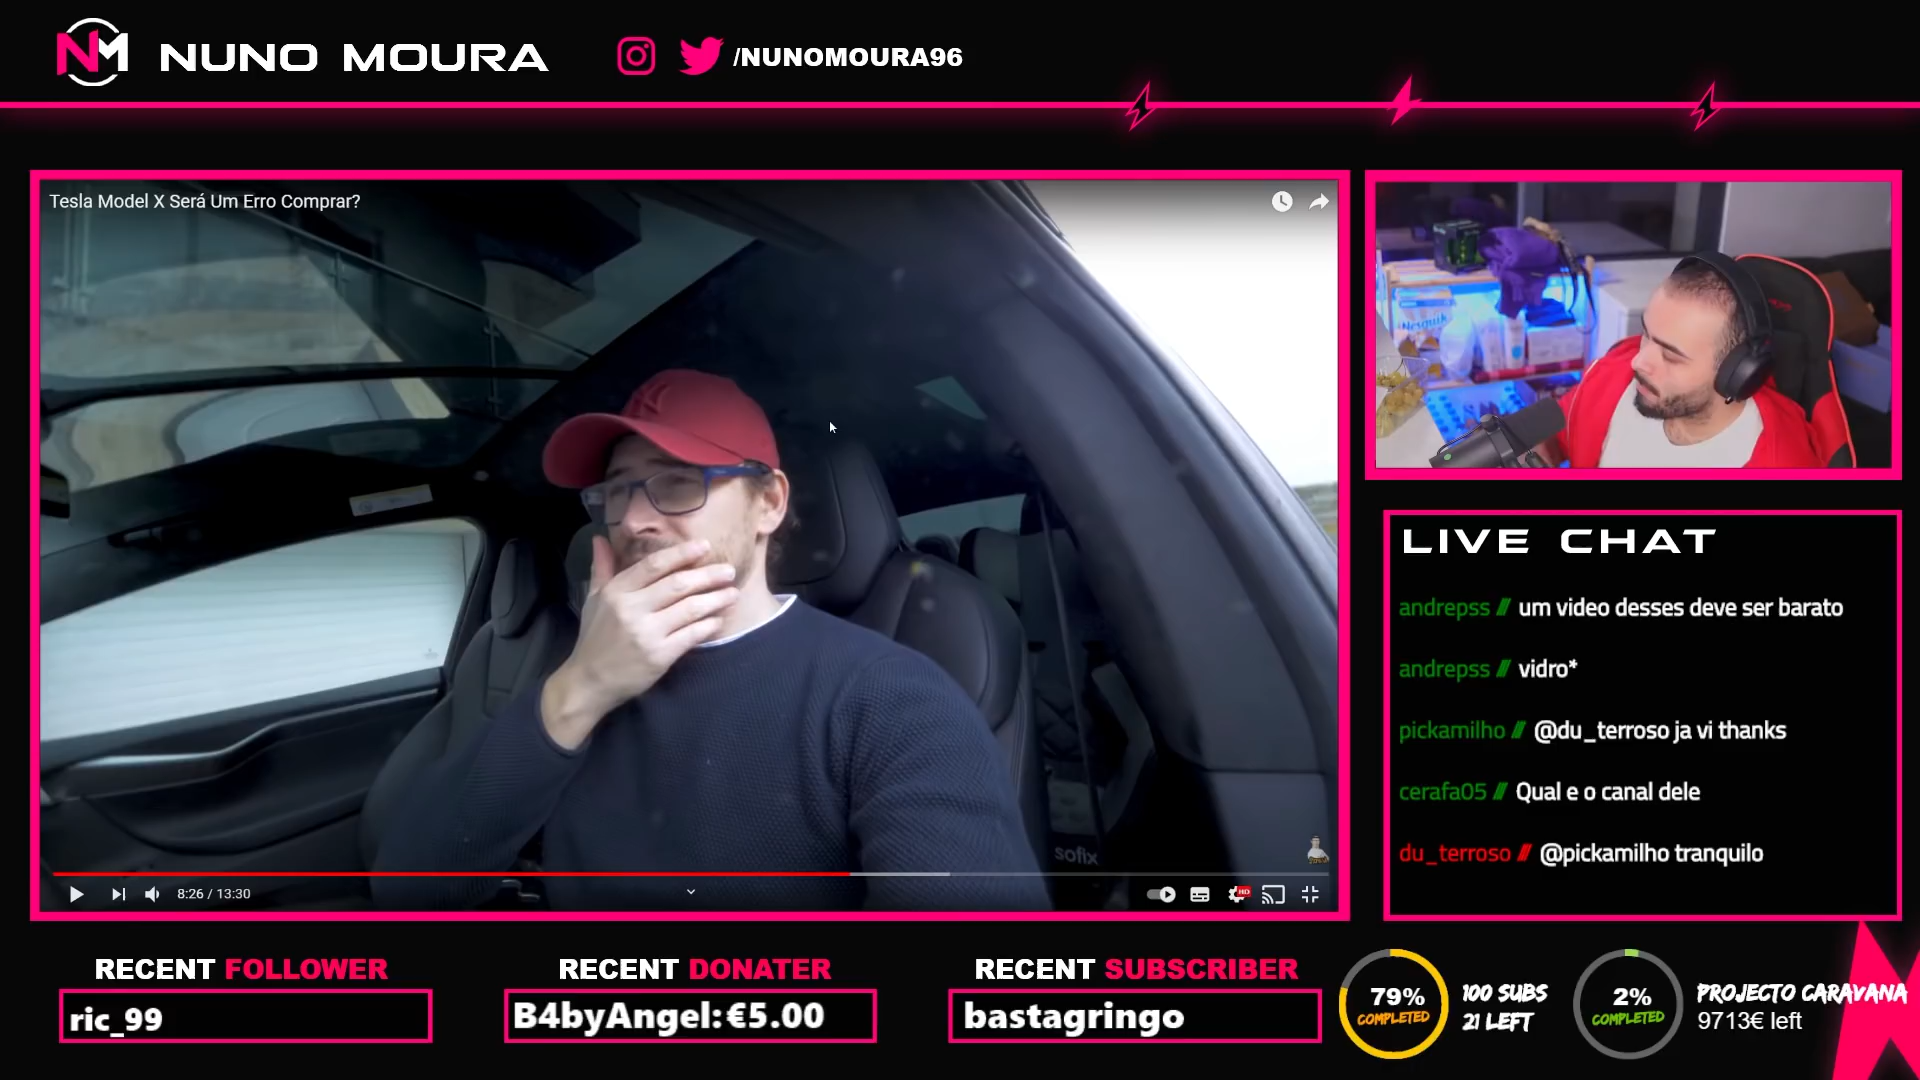 NM
NUNO MOURA
/NUNOMOURA96
Tesla Model X Será Um Erro Comprar?
Nesquik
sofix
8:26 / 13:30
HD
LIVE CHAT
andrepss // um video desses deve ser barato
andrepss // vidro*
pickamilho // @du_terroso ja vi thanks
cerafa05 // Qual e o canal dele
du_terroso // @pickamilho tranquilo
RECENT FOLLOWER
ric_99
RECENT DONATER
B4byAngel: €5.00
RECENT SUBSCRIBER
bastagringo
79%
COMPLETED
100 SUBS
21 LEFT
2%
COMPLETED
PROJECTO CARAVANA
9713€ left